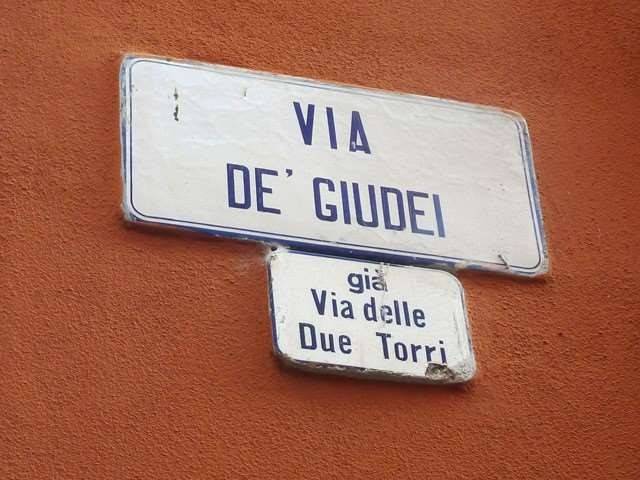 VIA
DE' GIUDEI
già
Via delle
Due Torri